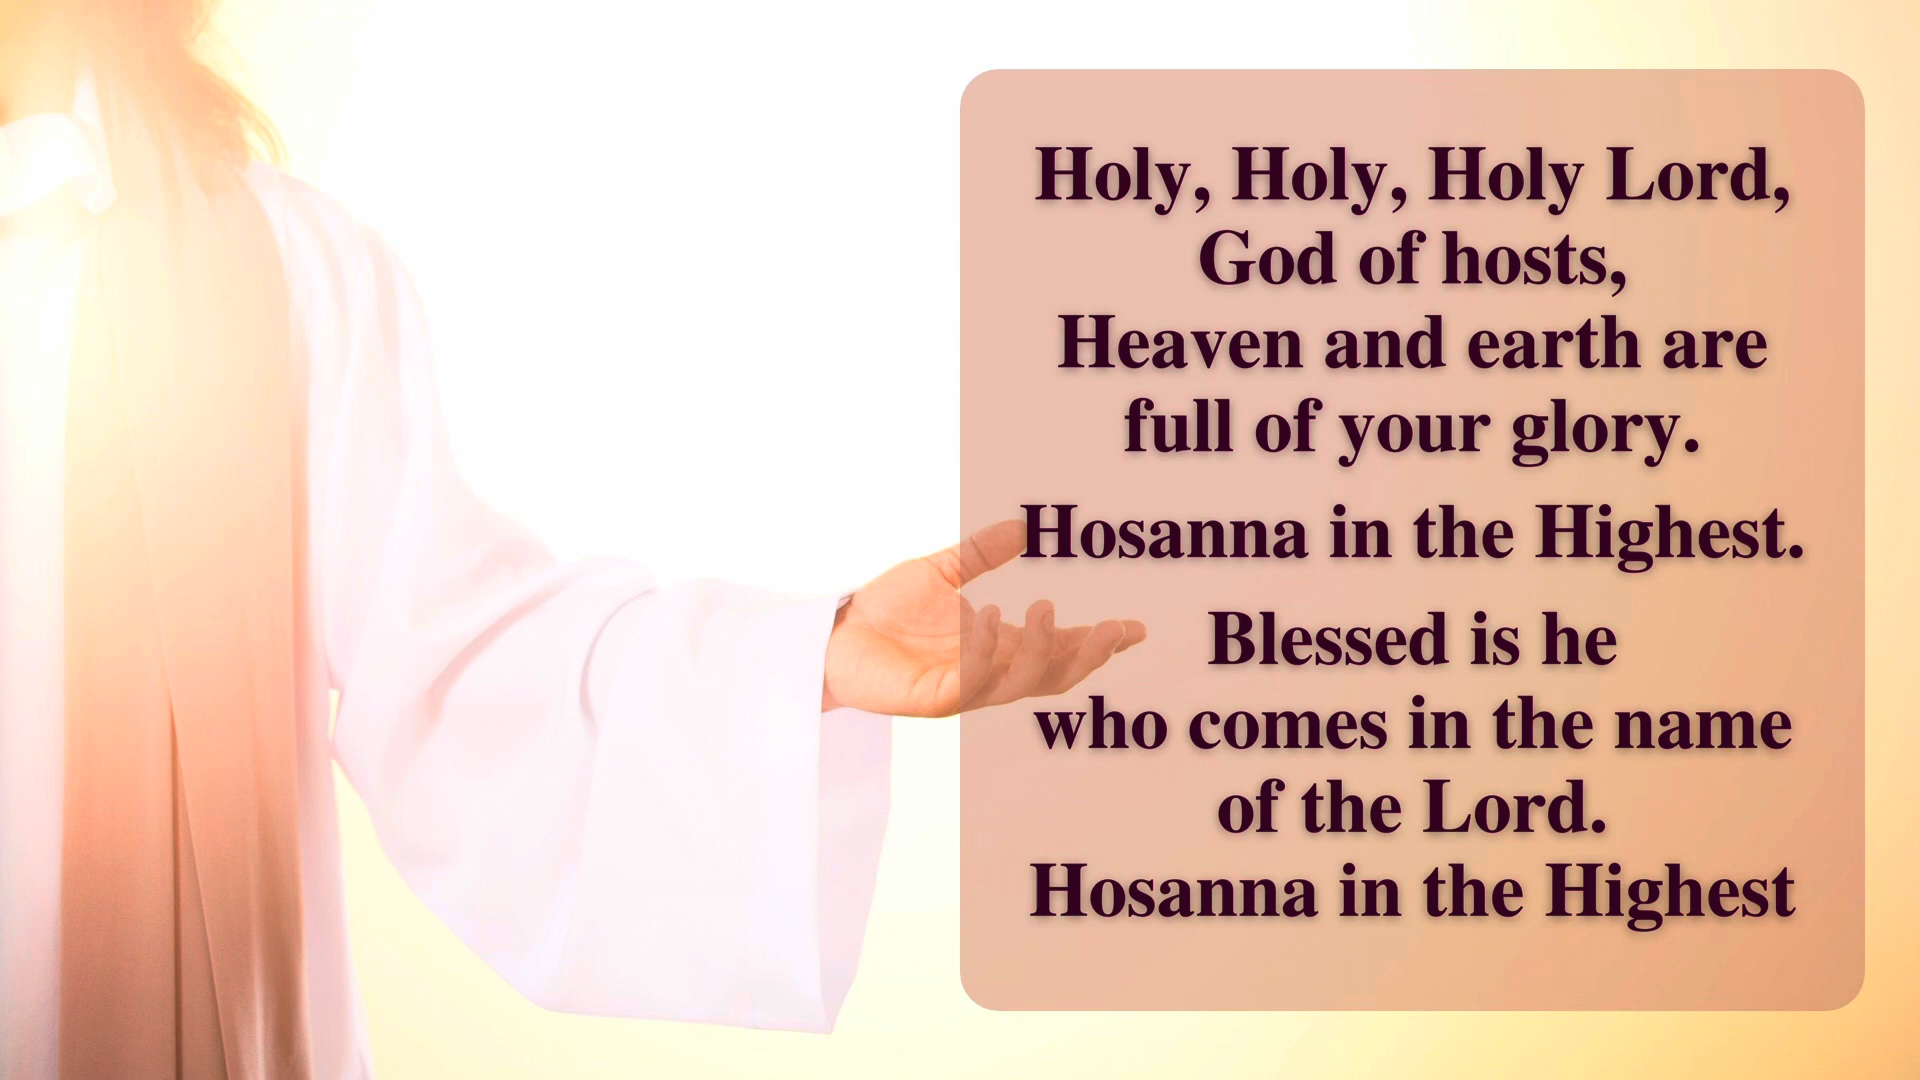 Holy, Holy, Holy Lord,
God of hosts,
Heaven and earth are
full of your glory.
Hosanna in the Highest.
Blessed is he
who comes in the name
of the Lord.
Hosanna in the Highest